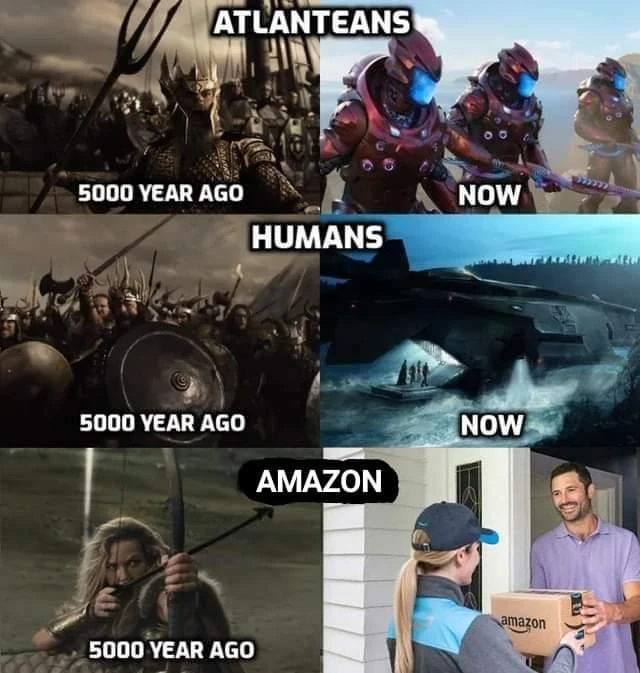 ATLANTEANS
5000 YEAR AGO
NOW
HUMANS
5000 YEAR AGO
NOW
AMAZON
amazon
5000 YEAR AGO